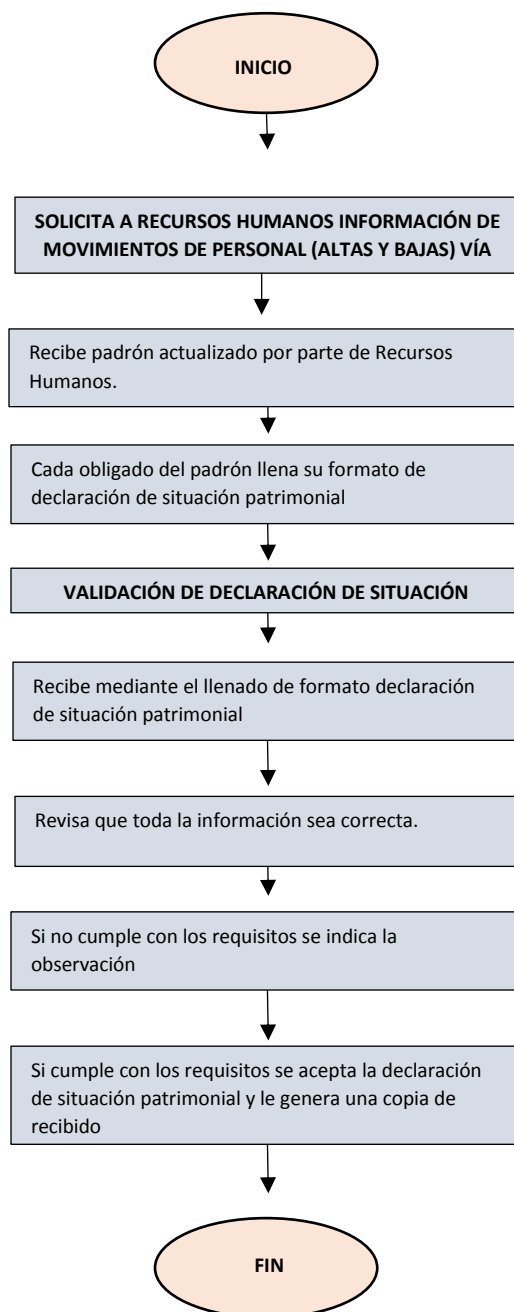 INICIO
SOLICITA A RECURSOS HUMANOS INFORMACIÓN DE
MOVIMIENTOS DE PERSONAL (ALTAS Y BAJAS) VÍA
Recibe padrón actualizado por parte de Recursos
Humanos.
Cada obligado del padrón llena su formato de
declaración de situación patrimonial
VALIDACIÓN DE DECLARACIÓN DE SITUACIÓN
Recibe mediante el llenado de formato declaración
de situación patrimonial
Revisa que toda la información sea correcta.
Si no cumple con los requisitos se indica la
observación
Si cumple con los requisitos se acepta la declaración
de situación patrimonial y le genera una copia de
recibido
FIN